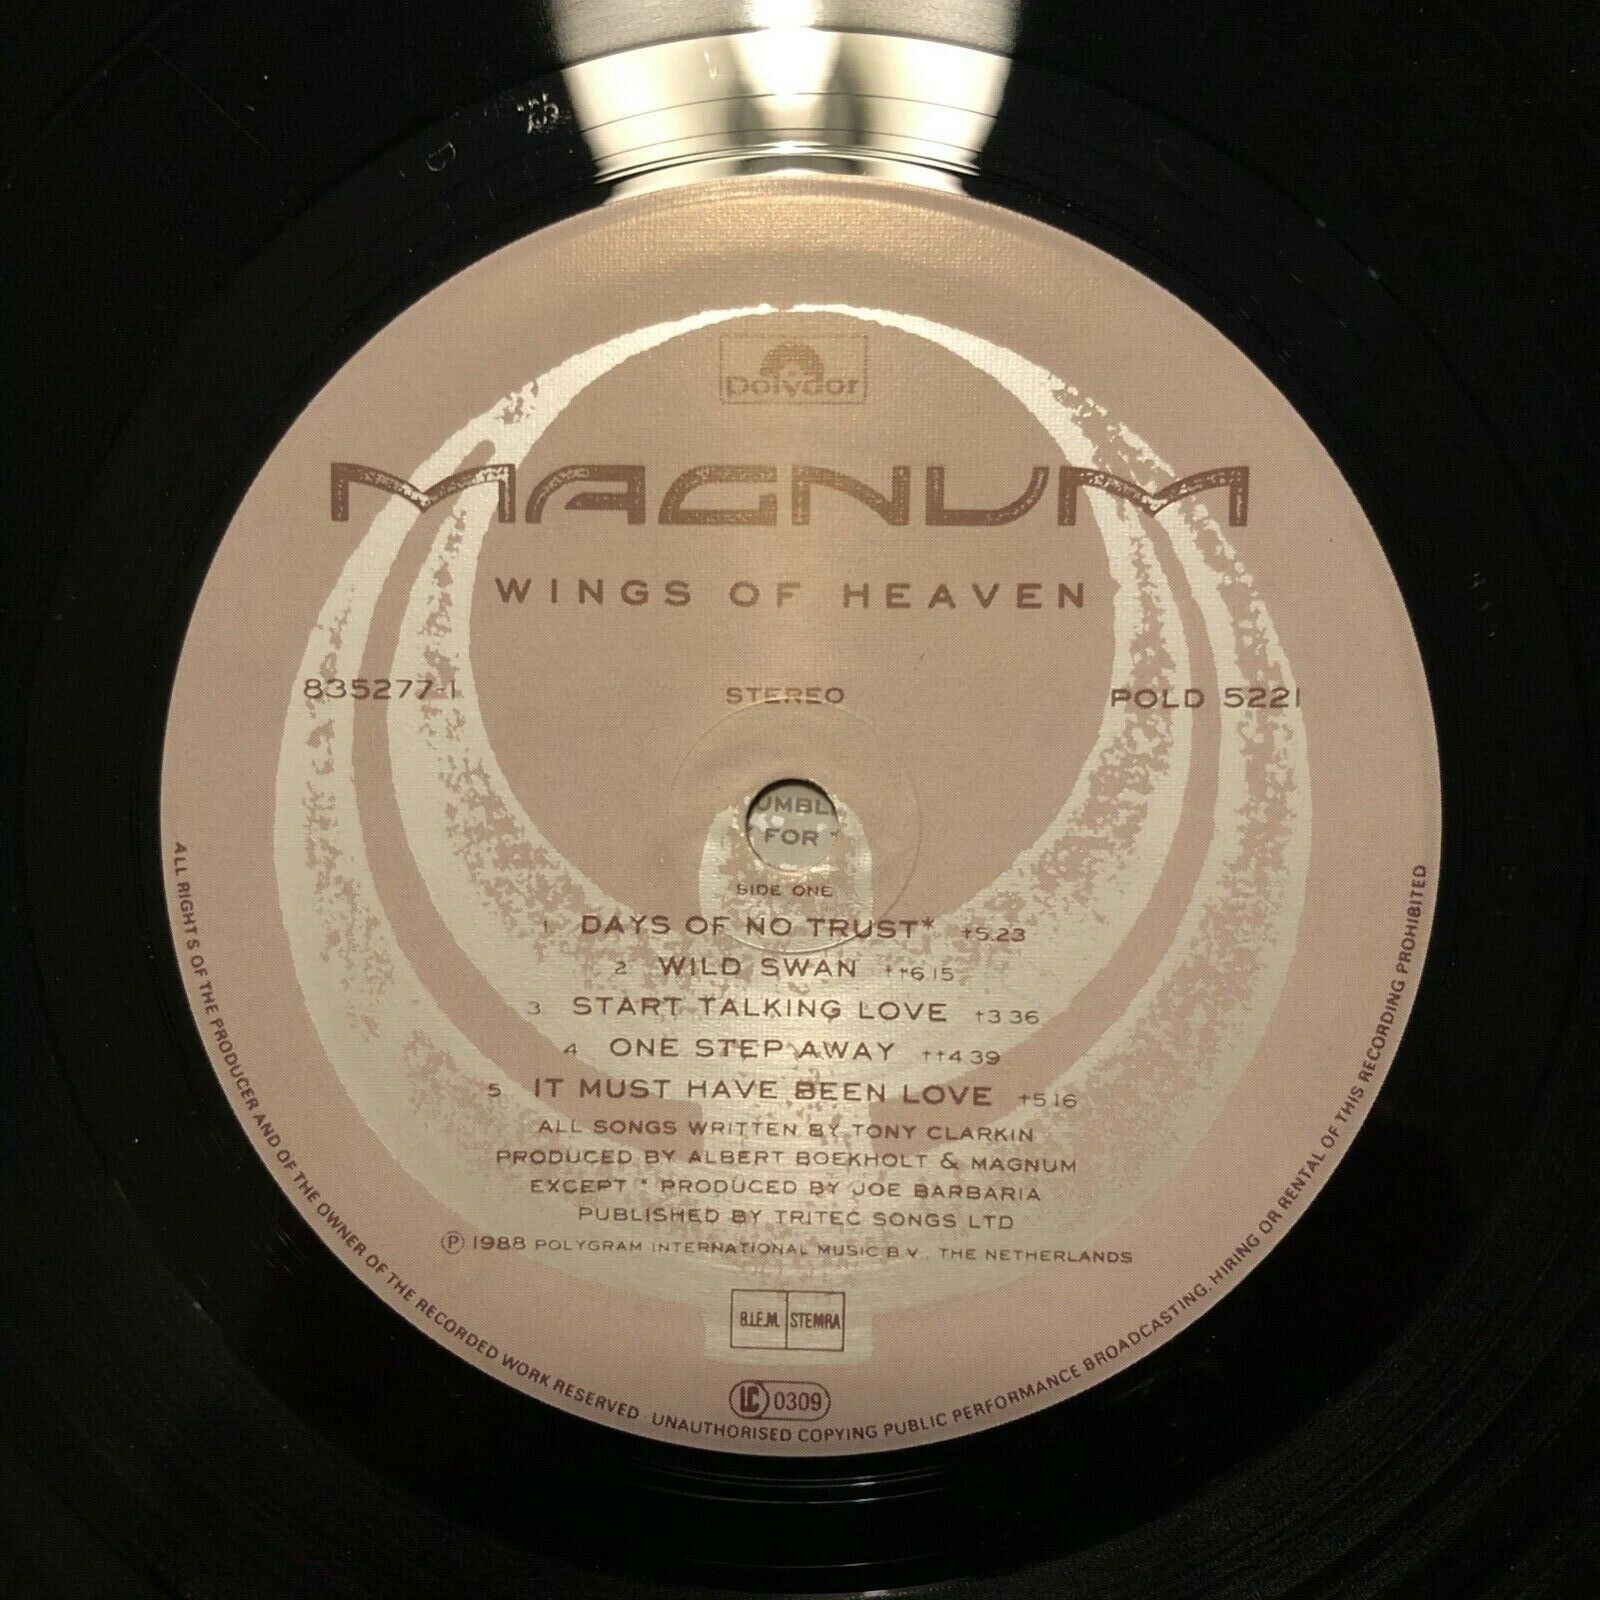 Polydor
MAGNUM
WINGS OF HEAVEN
835277-1 STEREO POLD 5221
UMBL
FOR
SIDE ONE
1. DAYS OF NO TRUST* †5.23
2. WILD SWAN ††6.15
3. START TALKING LOVE †3.36
4. ONE STEP AWAY ††4.39
5. IT MUST HAVE BEEN LOVE †5.16
ALL SONGS WRITTEN BY TONY CLARKIN
PRODUCED BY ALBERT BOEKHOLT & MAGNUM
EXCEPT * PRODUCED BY JOE BARBARIA
PUBLISHED BY TRITEC SONGS LTD
℗ 1988 POLYGRAM INTERNATIONAL MUSIC B.V., THE NETHERLANDS
B.I.E.M. STEMRA
LC 0309
ALL RIGHTS OF THE PRODUCER AND OF THE OWNER OF THE RECORDED WORK RESERVED. UNAUTHORISED COPYING PUBLIC PERFORMANCE BROADCASTING, HIRING OR RENTAL OF THIS RECORDING PROHIBITED